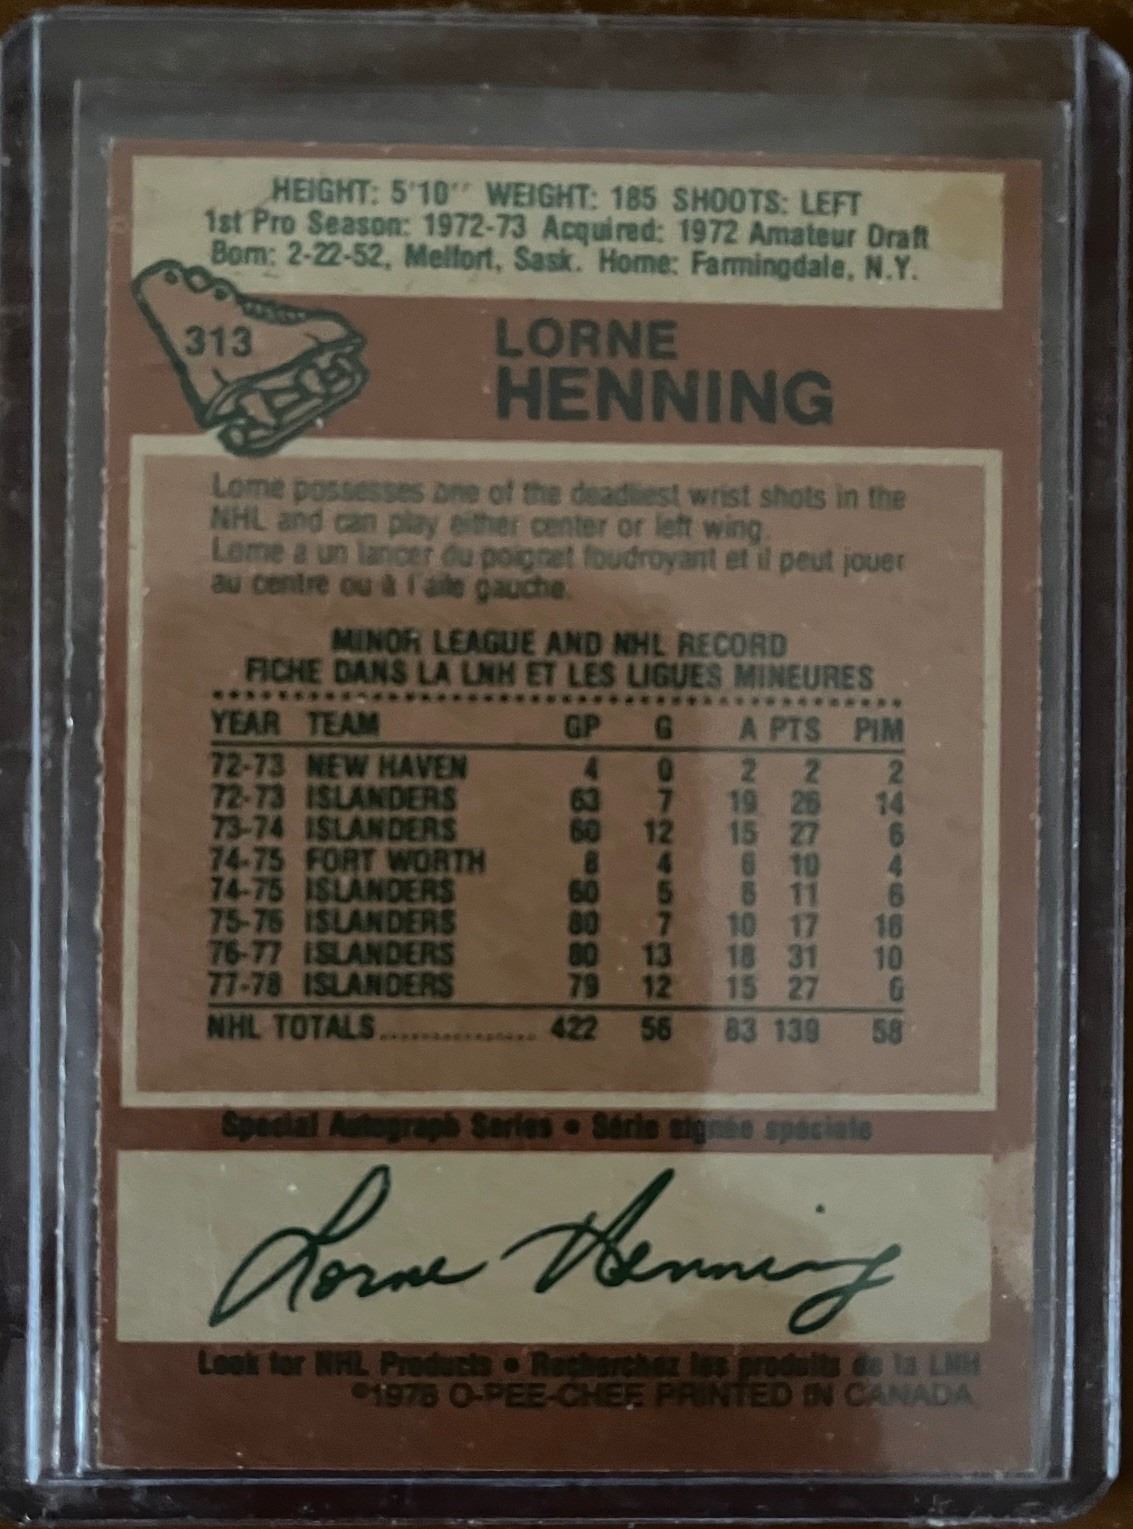 HEIGHT: 5'10" WEIGHT: 185 SHOOTS: LEFT
1st Pro Season: 1972-73 Acquired: 1972 Amateur Draft
Born: 2-22-52, Melfort, Sask. Home: Farmingdale, N.Y.
313
LORNE
HENNING
Lorne possesses one of the deadliest wrist shots in the
NHL and can play either center or left wing.
Lorne a un lancer du poignet foudroyant et il peut jouer
au centre ou à l'aile gauche.
MINOR LEAGUE AND NHL RECORD
FICHE DANS LA LNH ET LES LIGUES MINEURES
YEAR TEAM GP G A PTS PIM
72-73 NEW HAVEN 4 0 2 2 2
72-73 ISLANDERS 63 7 19 26 14
73-74 ISLANDERS 60 12 15 27 6
74-75 FORT WORTH 8 4 6 10 4
74-75 ISLANDERS 60 5 6 11 6
75-76 ISLANDERS 80 7 10 17 16
76-77 ISLANDERS 80 13 18 31 10
77-78 ISLANDERS 79 12 15 27 6
NHL TOTALS.................. 422 56 83 139 58
Special Autograph Series • Série signée spéciale
Lorne Henning
Look for NHL Products • Recherchez les produits de la LNH
©1978 O-PEE-CHEE PRINTED IN CANADA